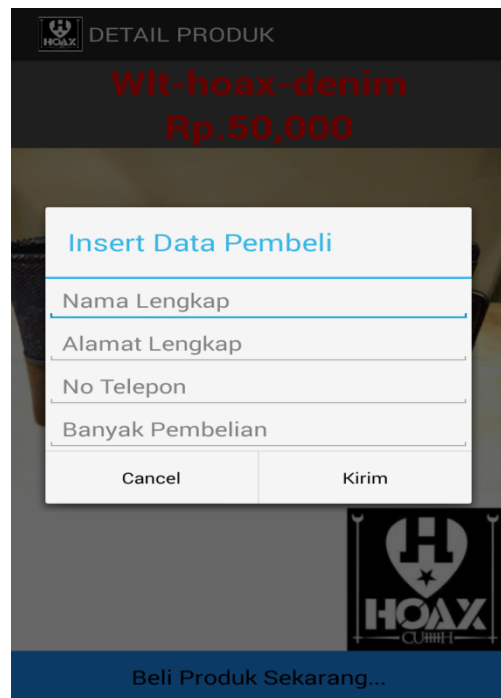 HOAX
DETAIL PRODUK
Wlt-hoax-denim
Rp.50,000
Insert Data Pembeli
Nama Lengkap
Alamat Lengkap
No Telepon
Banyak Pembelian
Cancel
Kirim
H
HOAX
Beli Produk Sekarang...